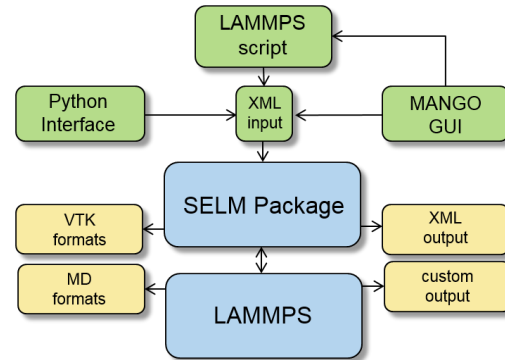 LAMMPS
script
Python
Interface
XML
input
MANGO
GUI
SELM Package
VTK
formats
XML
output
MD
formats
custom
output
LAMMPS